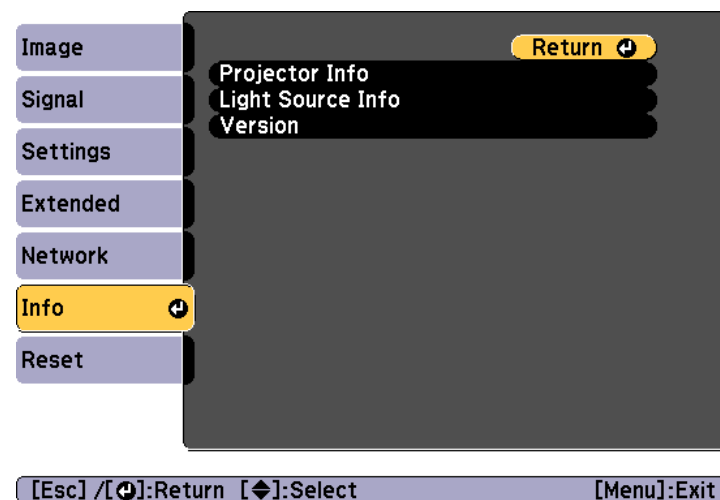 Image
Signal
Settings
Extended
Network
Info
Reset
Return
Projector Info
Light Source Info
Version
[Esc] /[⏎]:Return [◆]:Select [Menu]:Exit